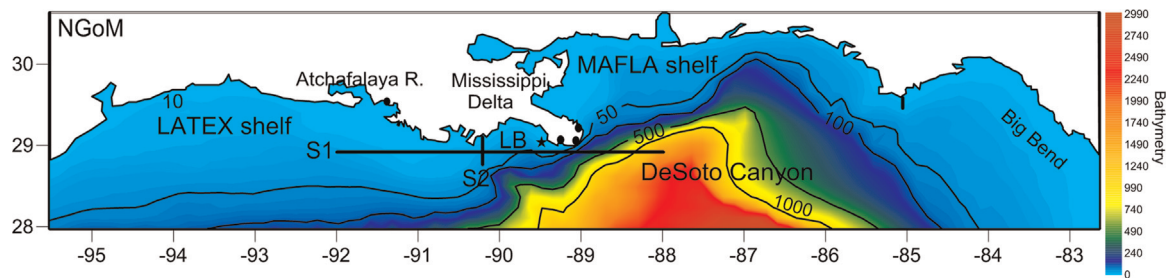 NGoM
30
29
28
Atchafalaya R.
Mississippi
Delta
MAFLA shelf
10
LATEX shelf
50
100
500
LB
S1
S2
DeSoto Canyon
1000
Big Bend
-95
-94
-93
-92
-91
-90
-89
-88
-87
-86
-85
-84
-83
2990
2740
2490
2240
1990
1740
1490
1240
990
740
490
240
0
Bathymetry